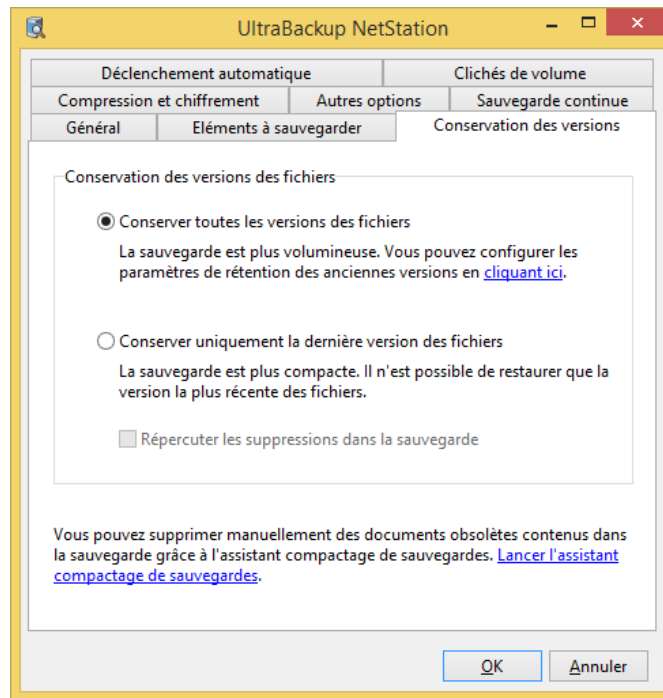 UltraBackup NetStation
Déclenchement automatique
Clichés de volume
Compression et chiffrement
Autres options
Sauvegarde continue
Général
Eléments à sauvegarder
Conservation des versions
Conservation des versions des fichiers
Conserver toutes les versions des fichiers
La sauvegarde est plus volumineuse. Vous pouvez configurer les
paramètres de rétention des anciennes versions en cliquant ici.
Conserver uniquement la dernière version des fichiers
La sauvegarde est plus compacte. Il n'est possible de restaurer que la
version la plus récente des fichiers.
Répercuter les suppressions dans la sauvegarde
Vous pouvez supprimer manuellement des documents obsolètes contenus dans
la sauvegarde grâce à l'assistant compactage de sauvegardes. Lancer l'assistant
compactage de sauvegardes.
OK
Annuler